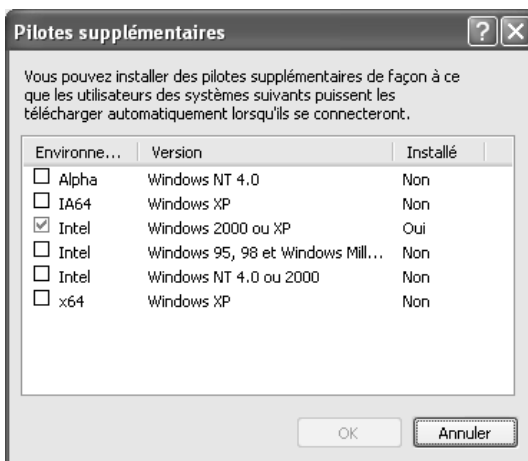 Pilotes supplémentaires
Vous pouvez installer des pilotes supplémentaires de façon à ce
que les utilisateurs des systèmes suivants puissent les
télécharger automatiquement lorsqu'ils se connecteront.
Environne... Version Installé
Alpha Windows NT 4.0 Non
IA64 Windows XP Non
Intel Windows 2000 ou XP Oui
Intel Windows 95, 98 et Windows Mill... Non
Intel Windows NT 4.0 ou 2000 Non
x64 Windows XP Non
OK Annuler